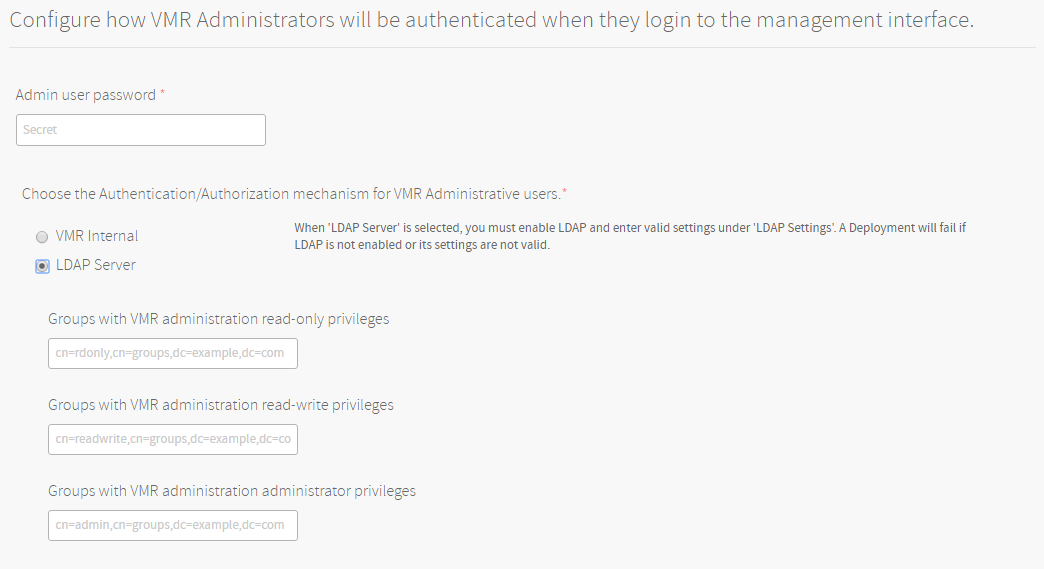 Configure how VMR Administrators will be authenticated when they login to the management interface.
Admin user password *
Secret
Choose the Authentication/Authorization mechanism for VMR Administrative users.*
VMR Internal
When 'LDAP Server' is selected, you must enable LDAP and enter valid settings under 'LDAP Settings'. A Deployment will fail if
LDAP is not enabled or its settings are not valid.
LDAP Server
Groups with VMR administration read-only privileges
cn=rdonly,cn=groups,dc=example,dc=com
Groups with VMR administration read-write privileges
cn=readwrite,cn=groups,dc=example,dc=co
Groups with VMR administration administrator privileges
cn=admin,cn=groups,dc=example,dc=com